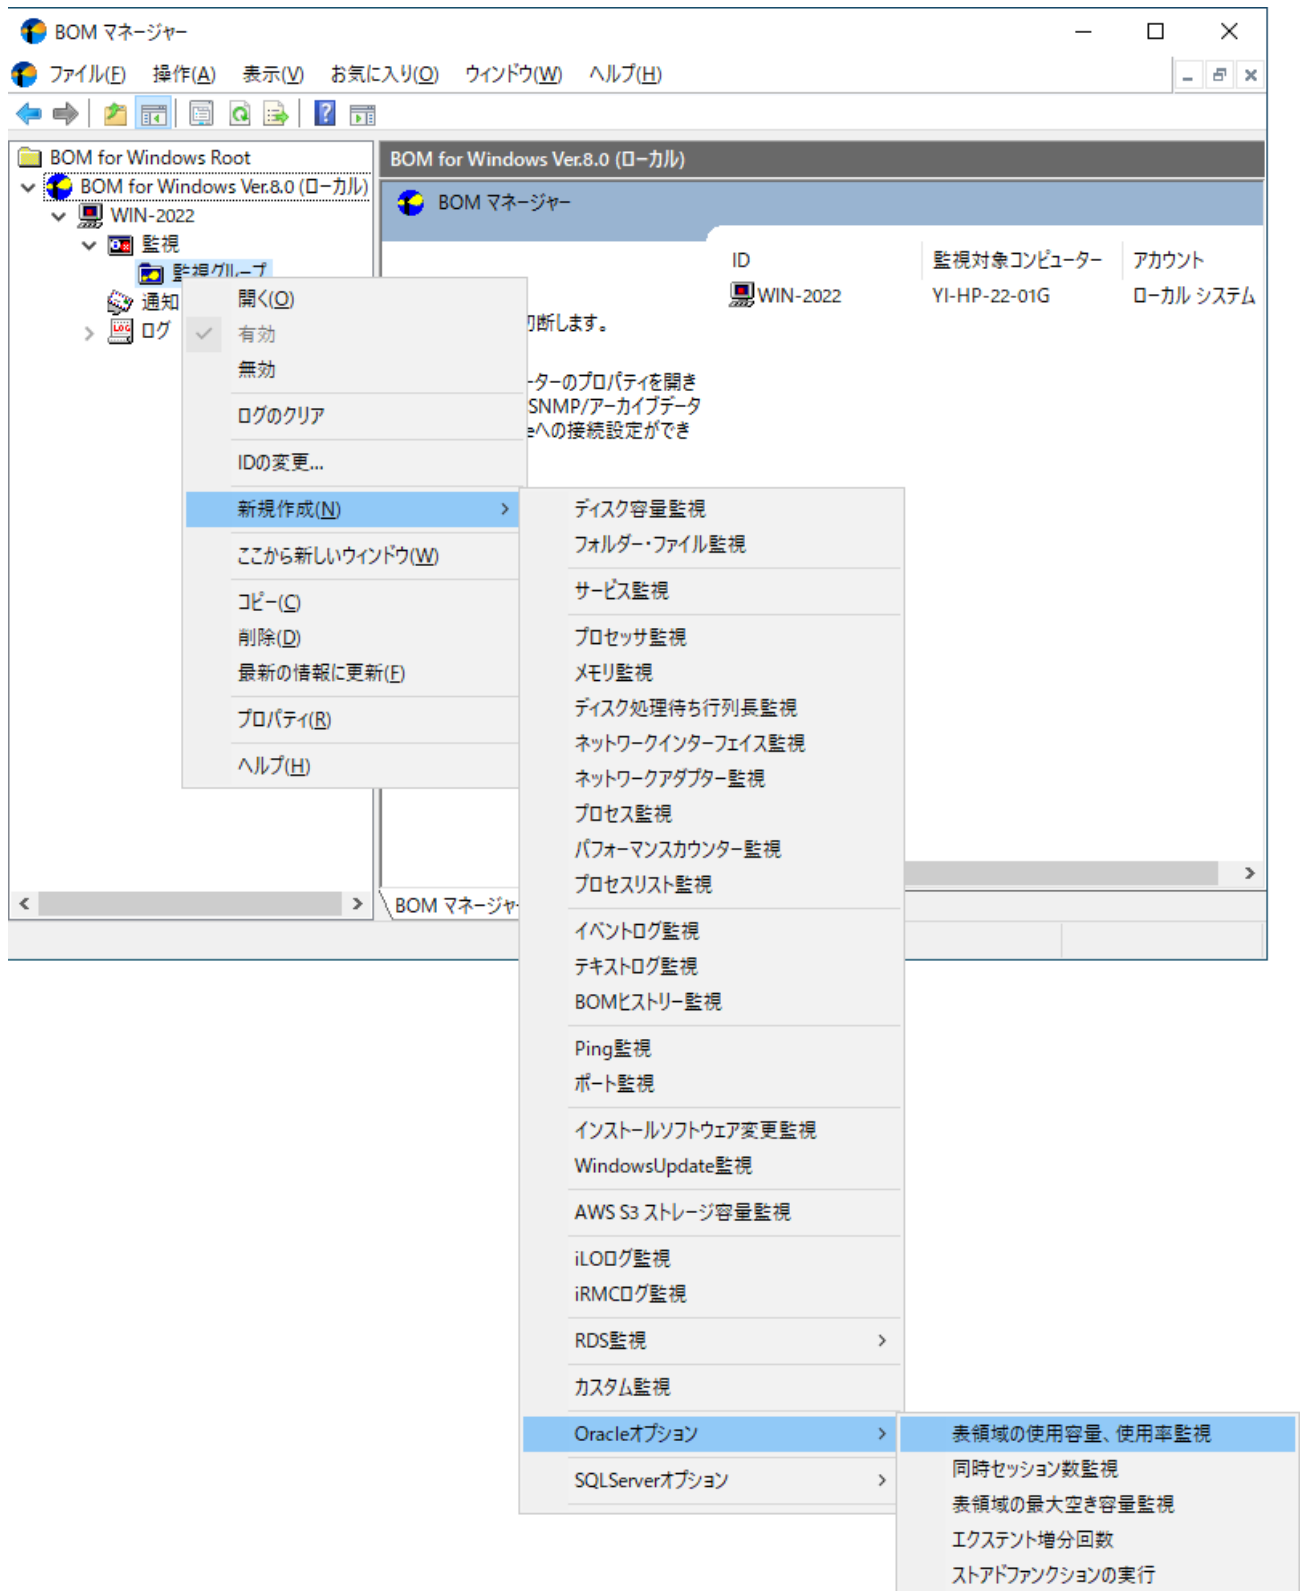 BOM マネージャー
ファイル(F) 操作(A) 表示(V) お気に入り(O) ウィンドウ(W) ヘルプ(H)
BOM for Windows Root
BOM for Windows Ver.8.0 (ローカル)
WIN-2022
監視
監視グループ
通知
ログ
BOM for Windows Ver.8.0 (ローカル)
BOM マネージャー
ID 監視対象コンピューター アカウント
WIN-2022 YI-HP-22-01G ローカル システム
切断します。
ーターのプロパティを開き
SNMP/アーカイブデータ
eへの接続設定ができ
BOM マネージャー
開く(O)
有効
無効
ログのクリア
IDの変更...
新規作成(N)
ここから新しいウィンドウ(W)
コピー(C)
削除(D)
最新の情報に更新(F)
プロパティ(R)
ヘルプ(H)
ディスク容量監視
フォルダー・ファイル監視
サービス監視
プロセッサ監視
メモリ監視
ディスク処理待ち行列長監視
ネットワークインターフェイス監視
ネットワークアダプター監視
プロセス監視
パフォーマンスカウンター監視
プロセスリスト監視
イベントログ監視
テキストログ監視
BOMヒストリー監視
Ping監視
ポート監視
インストールソフトウェア変更監視
WindowsUpdate監視
AWS S3 ストレージ容量監視
iLOログ監視
iRMCログ監視
RDS監視
カスタム監視
Oracleオプション
SQLServerオプション
表領域の使用容量、使用率監視
同時セッション数監視
表領域の最大空き容量監視
エクステント増分回数
ストアドファンクションの実行